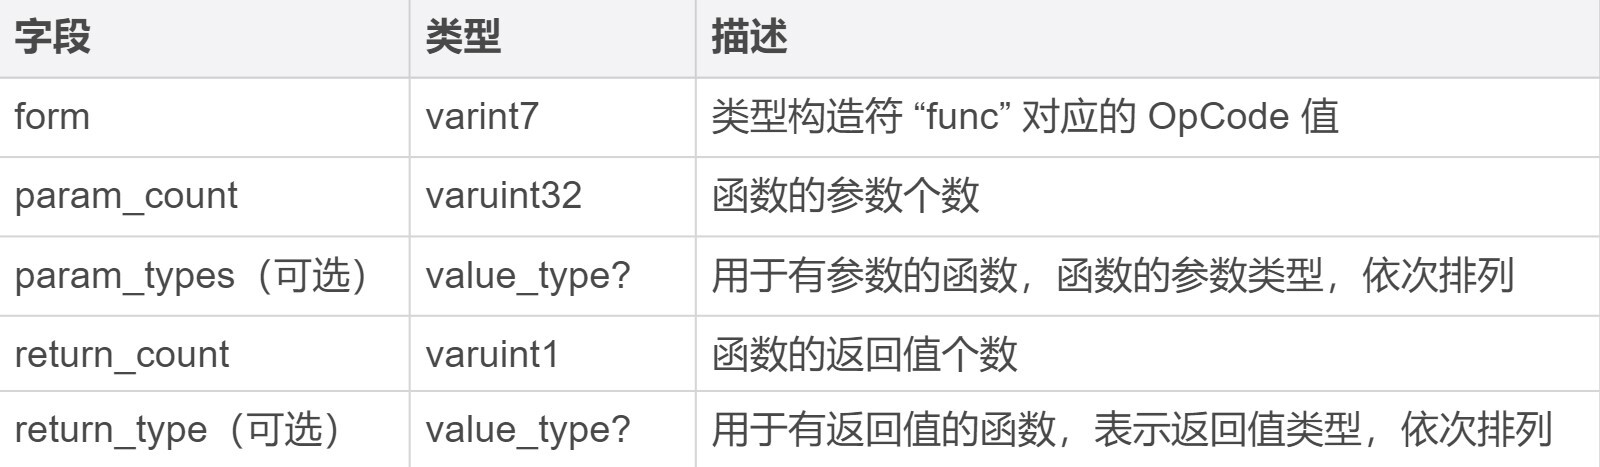 字段 类型 描述
form varint7 类型构造符 “func” 对应的 OpCode 值
param_count varuint32 函数的参数个数
param_types（可选） value_type? 用于有参数的函数，函数的参数类型，依次排列
return_count varuint1 函数的返回值个数
return_type（可选） value_type? 用于有返回值的函数，表示返回值类型，依次排列